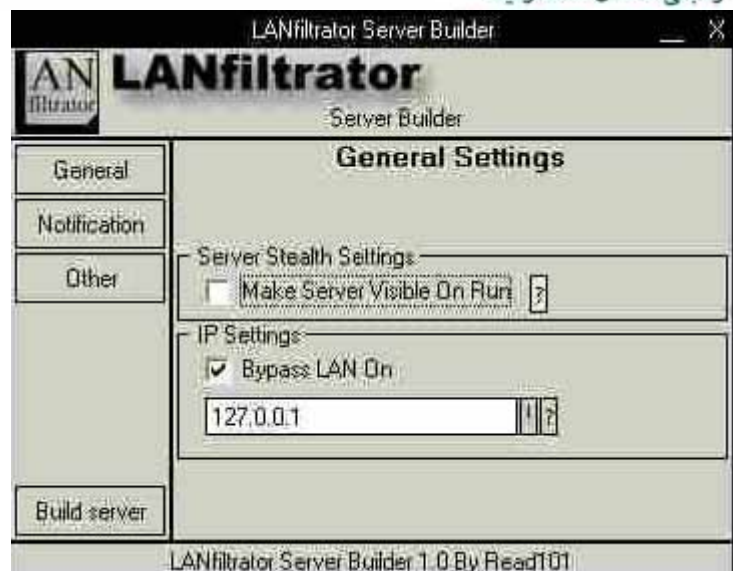 LANfiltrator Server Builder
AN
filtrator
LANfiltrator
Server Builder
General
Notification
Other
Build server
General Settings
Server Stealth Settings
Make Server Visible On Run ?
IP Settings
Bypass LAN On
127.0.0.1 ! ?
LANfiltrator Server Builder 1.0 By Read101